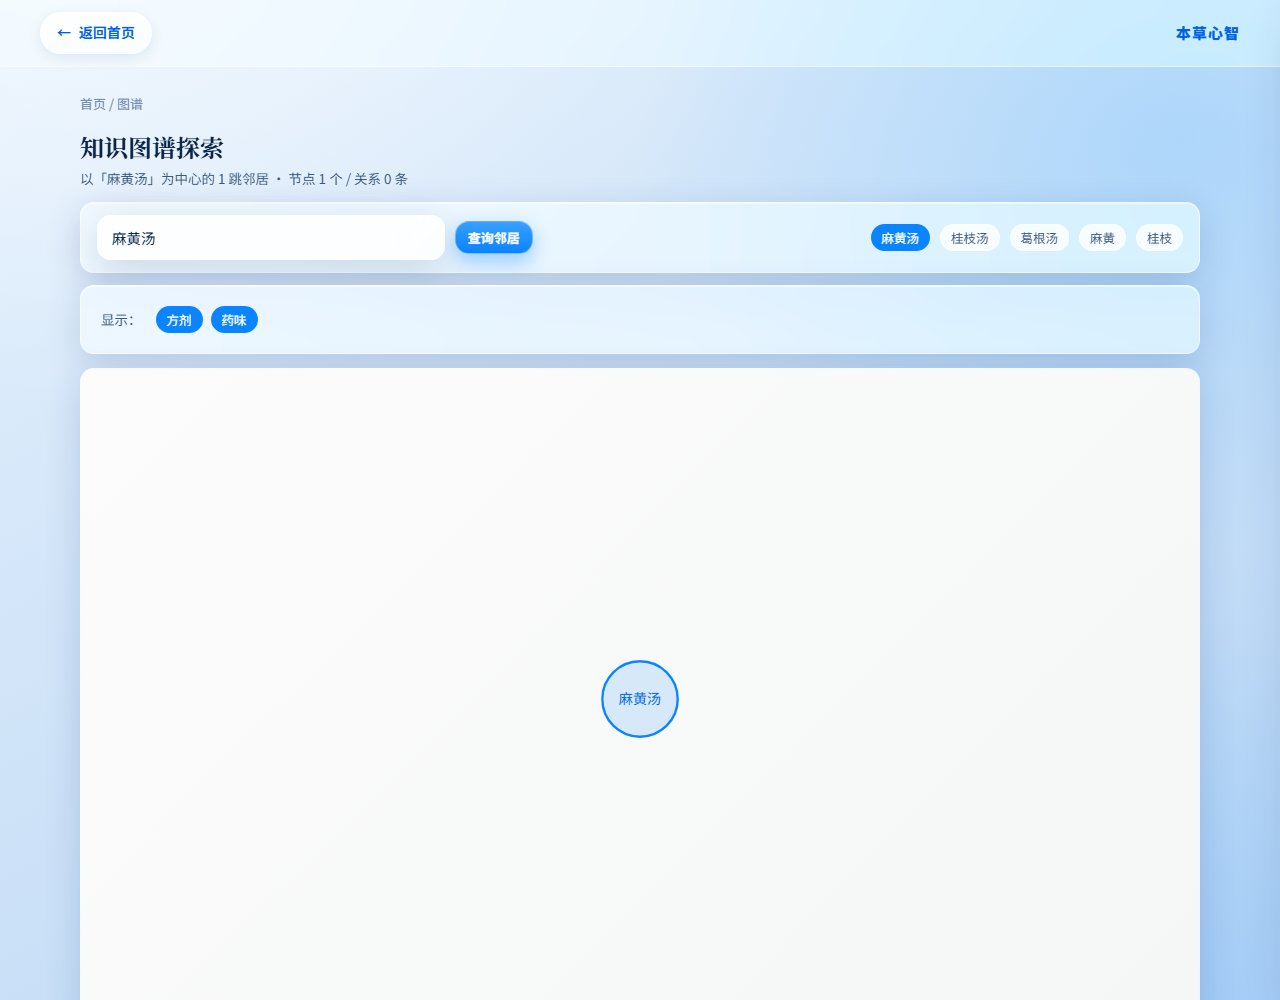 ← 返回首页
本草心智
首页 / 图谱
知识图谱探索
以「麻黄汤」为中心的 1 跳邻居 · 节点 1 个 / 关系 0 条
麻黄汤
查询邻居
麻黄汤
桂枝汤
葛根汤
麻黄
桂枝
显示：
方剂
药味
麻黄汤